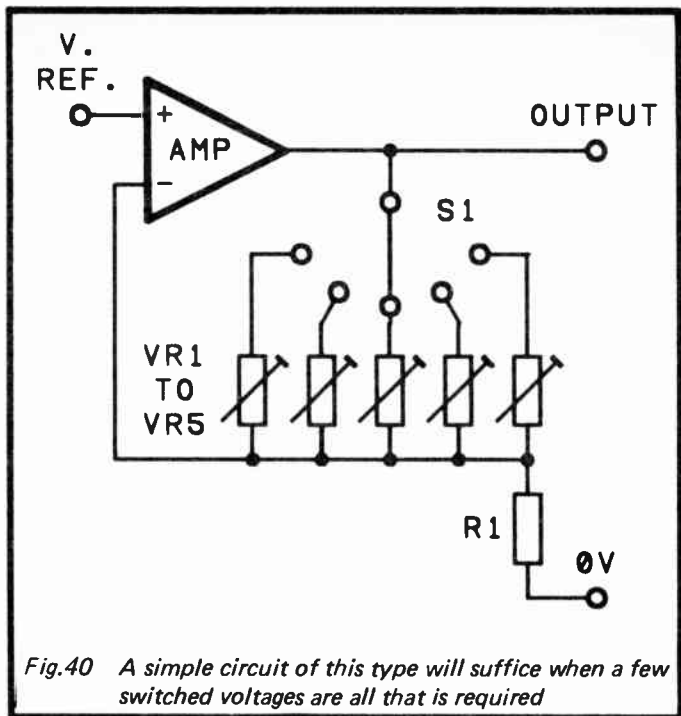 V.
REF.
+
AMP
−
OUTPUT
S1
VR1
TO
VR5
R1
0V
Fig.40 A simple circuit of this type will suffice when a few
switched voltages are all that is required